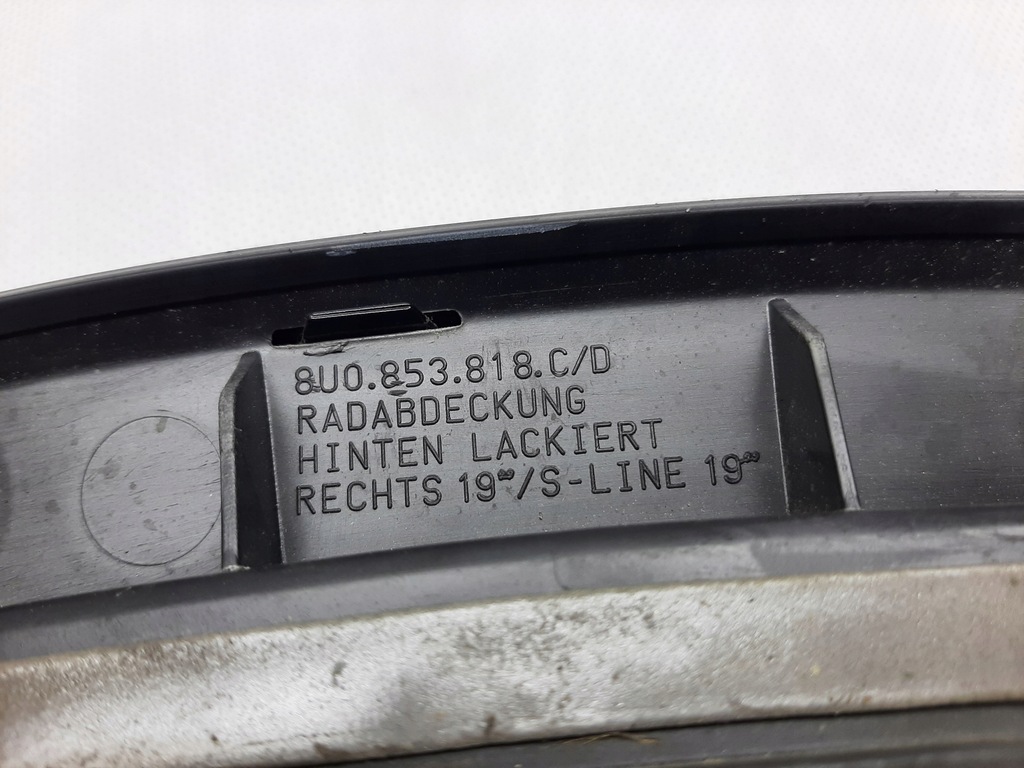 8U0.853.818.C/D
RADABDECKUNG
HINTEN LACKIERT
RECHTS 19"/S-LINE 19"